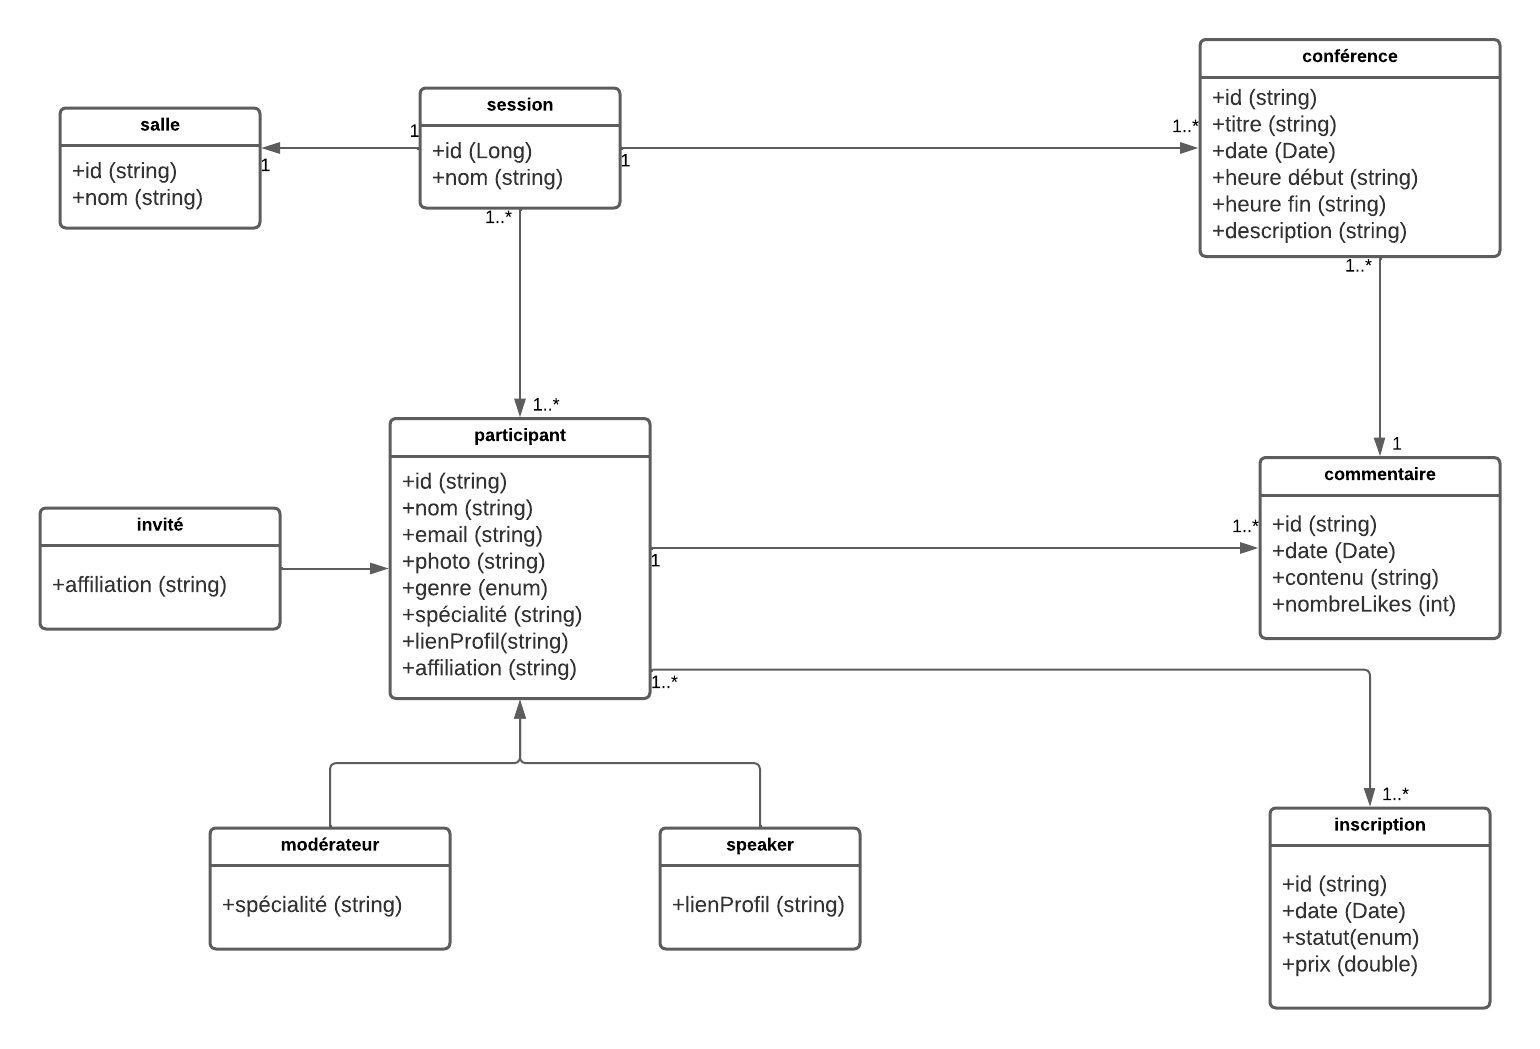 salle
+id (string)
+nom (string)
session
+id (Long)
+nom (string)
conférence
+id (string)
+titre (string)
+date (Date)
+heure début (string)
+heure fin (string)
+description (string)
1
1
1
1..*
1..*
1..*
1..*
1
participant
+id (string)
+nom (string)
+email (string)
+photo (string)
+genre (enum)
+spécialité (string)
+lienProfil(string)
+affiliation (string)
invité
+affiliation (string)
commentaire
+id (string)
+date (Date)
+contenu (string)
+nombreLikes (int)
1
1..*
1..*
1..*
modérateur
+spécialité (string)
speaker
+lienProfil (string)
inscription
+id (string)
+date (Date)
+statut(enum)
+prix (double)